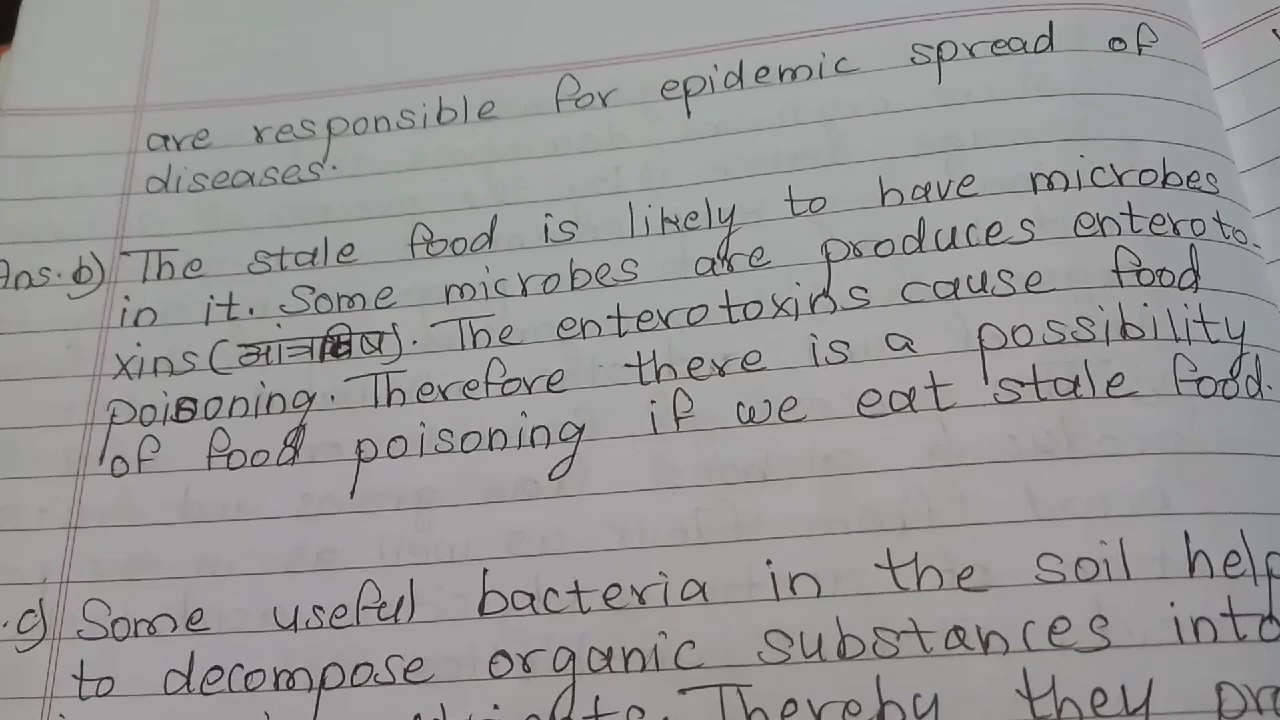 are responsible for epidemic spread of
diseases.
Ans. b) The stale food is likely to have microbes
in it. Some microbes are produces enteroto-
xins (आंत्रविष). The enterotoxins cause food
poisoning. Therefore there is a possibility
of food poisoning if we eat stale food.
c) Some useful bacteria in the soil help
to decompose organic substances into
Thereby they